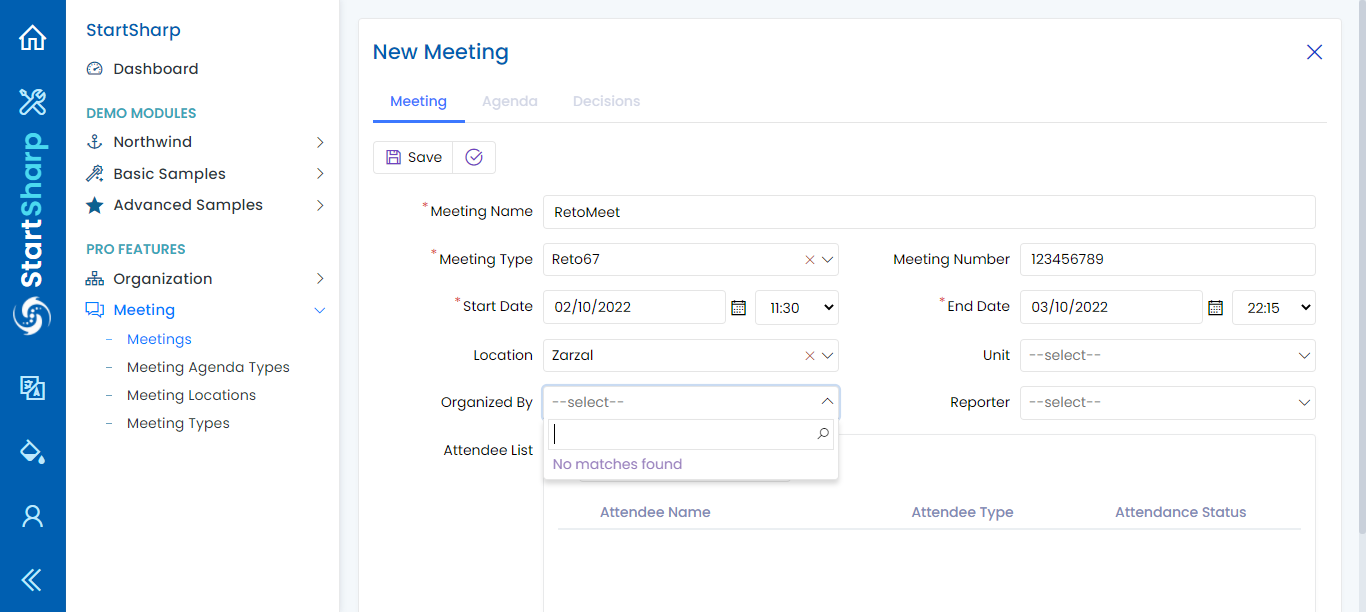 StartSharp
StartSharp
Dashboard
DEMO MODULES
Northwind
Basic Samples
Advanced Samples
PRO FEATURES
Organization
Meeting
Meetings
Meeting Agenda Types
Meeting Locations
Meeting Types
New Meeting
Meeting Agenda Decisions
Save
*Meeting Name RetoMeet
*Meeting Type Reto67 Meeting Number 123456789
*Start Date 02/10/2022 11:30 *End Date 03/10/2022 22:15
Location Zarzal Unit --select--
Organized By --select-- Reporter --select--
Attendee List
No matches found
Attendee Name Attendee Type Attendance Status